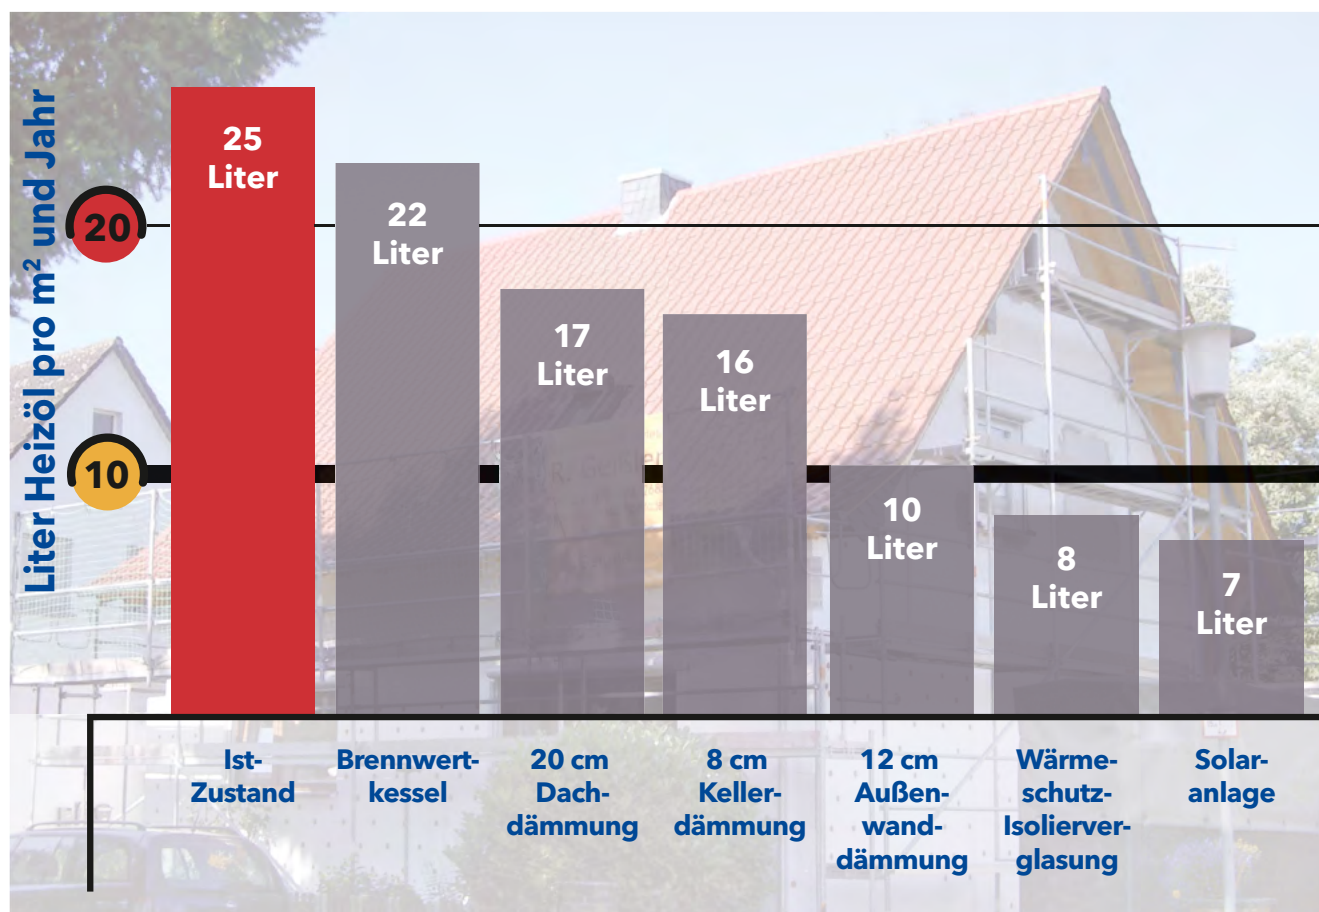 Liter Heizöl pro m² und Jahr
20
10
25
Liter
22
Liter
17
Liter
16
Liter
10
Liter
8
Liter
7
Liter
Ist-
Zustand
Brennwert-
kessel
20 cm
Dach-
dämmung
8 cm
Keller-
dämmung
12 cm
Außen-
wand-
dämmung
Wärme-
schutz-
Isolierver-
glasung
Solar-
anlage